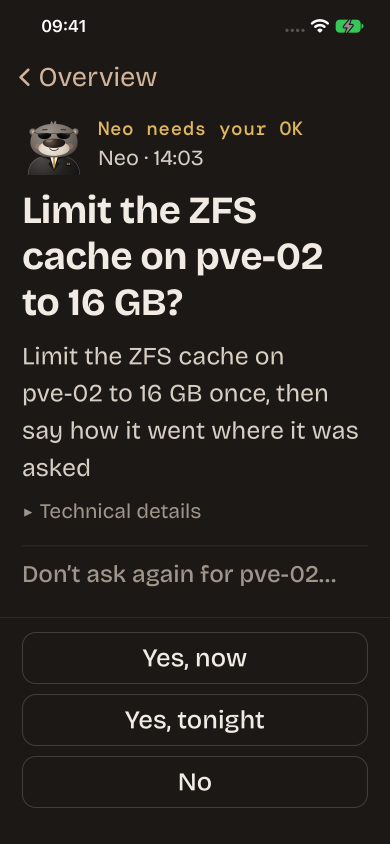 09:41
Overview
Neo needs your OK
Neo · 14:03
Limit the ZFS
cache on pve-02
to 16 GB?
Limit the ZFS cache on
pve-02 to 16 GB once, then
say how it went where it was
asked
▸ Technical details
Don’t ask again for pve-02…
Yes, now
Yes, tonight
No